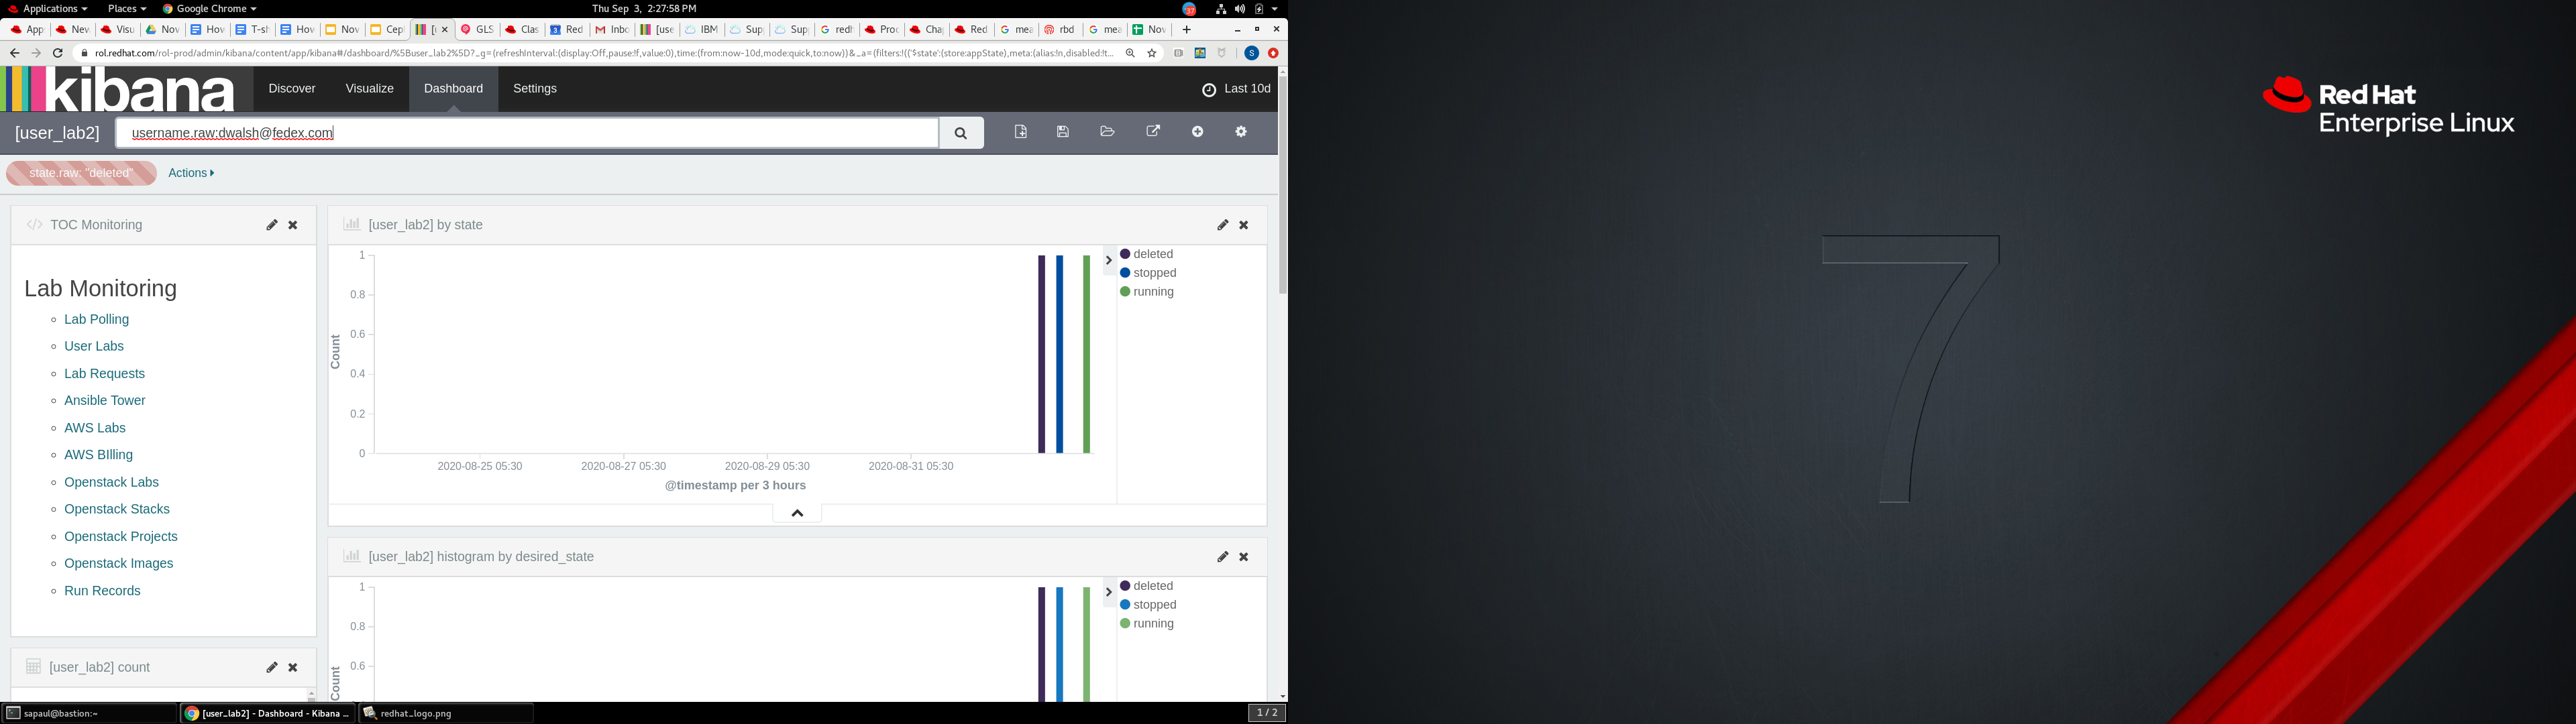 Applications Places Google Chrome Thu Sep 3, 2:27:58 PM 37
App Nev Visu Nov Hov T-sh Hov Nov Cep [u GLS Clas Red Inbo [use IBM Sup Sup redh Proc Cha Red mea rbd mea Nov
rol.redhat.com/rol-prod/admin/kibana/content/app/kibana#/dashboard/%5Buser_lab2%5D?_g=(refreshInterval:(display:Off,pause:!f,value:0),time:(from:now-10d,mode:quick,to:now))&_a=(filters:!(('$state':(store:appState),meta:(alias:!n,disabled:!t... S
kibana Discover Visualize Dashboard Settings Last 10d
[user_lab2] username.raw:dwalsh@fedex.com
state.raw: "deleted" Actions
TOC Monitoring
Lab Monitoring
Lab Polling
User Labs
Lab Requests
Ansible Tower
AWS Labs
AWS BIlling
Openstack Labs
Openstack Stacks
Openstack Projects
Openstack Images
Run Records
[user_lab2] count
[user_lab2] by state
1
0.8
0.6
0.4
0.2
0
Count
2020-08-25 05:30 2020-08-27 05:30 2020-08-29 05:30 2020-08-31 05:30
@timestamp per 3 hours
deleted
stopped
running
[user_lab2] histogram by desired_state
1
0.8
0.6
Count
deleted
stopped
running
sapaul@bastion:~ [user_lab2] - Dashboard - Kibana ... redhat_logo.png 1 / 2
Red Hat
Enterprise Linux
7